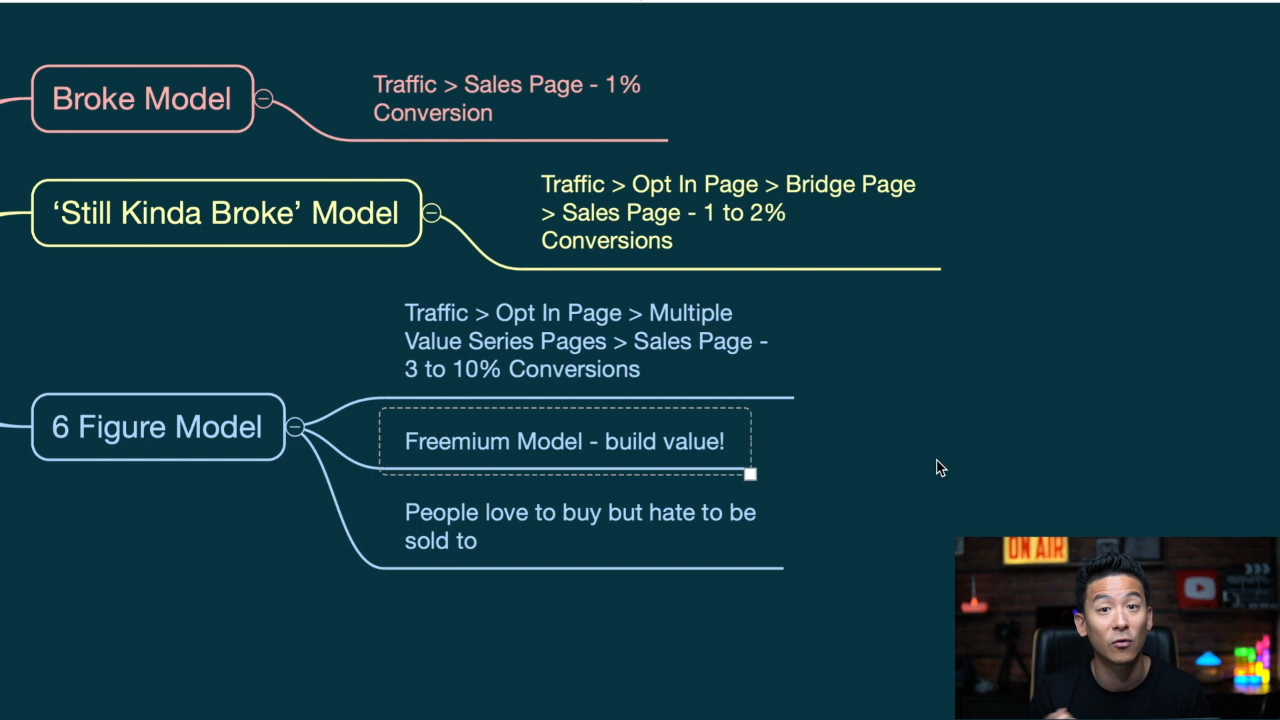 Broke Model
Traffic > Sales Page - 1%
Conversion
‘Still Kinda Broke’ Model
Traffic > Opt In Page > Bridge Page
> Sales Page - 1 to 2%
Conversions
6 Figure Model
Traffic > Opt In Page > Multiple
Value Series Pages > Sales Page -
3 to 10% Conversions
Freemium Model - build value!
People love to buy but hate to be
sold to
ON AIR